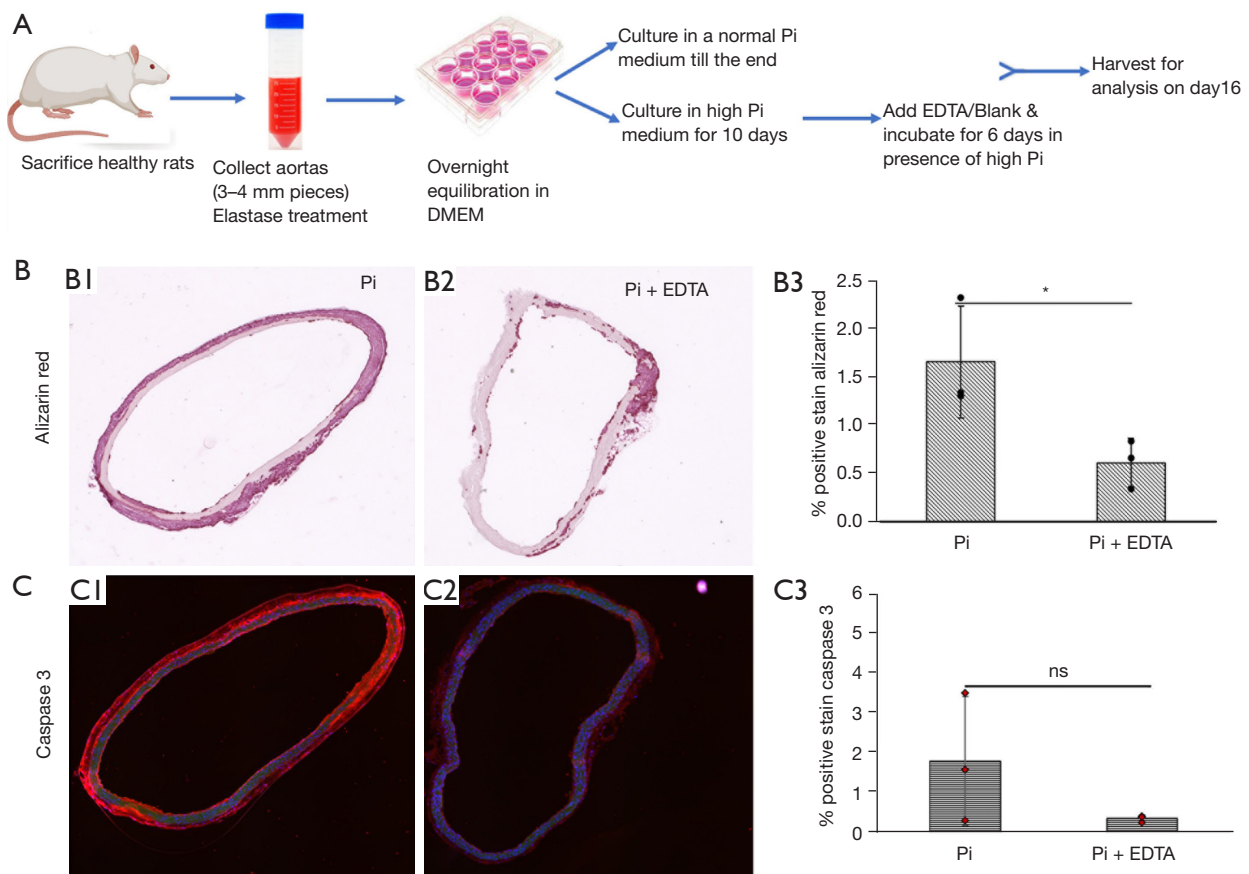 A
Sacrifice healthy rats
Collect aortas
(3–4 mm pieces)
Elastase treatment
Overnight
equilibration in
DMEM
Culture in a normal Pi
medium till the end
Culture in high Pi
medium for 10 days
Add EDTA/Blank &
incubate for 6 days in
presence of high Pi
Harvest for
analysis on day16
B
B1
Pi
Alizarin red
B2
Pi + EDTA
B3
% positive stain alizarin red
2.5
2.0
1.5
1.0
0.5
0.0
*
Pi
Pi + EDTA
C
C1
Caspase 3
C2
C3
% positive stain caspase 3
6
5
4
3
2
1
0
ns
Pi
Pi + EDTA